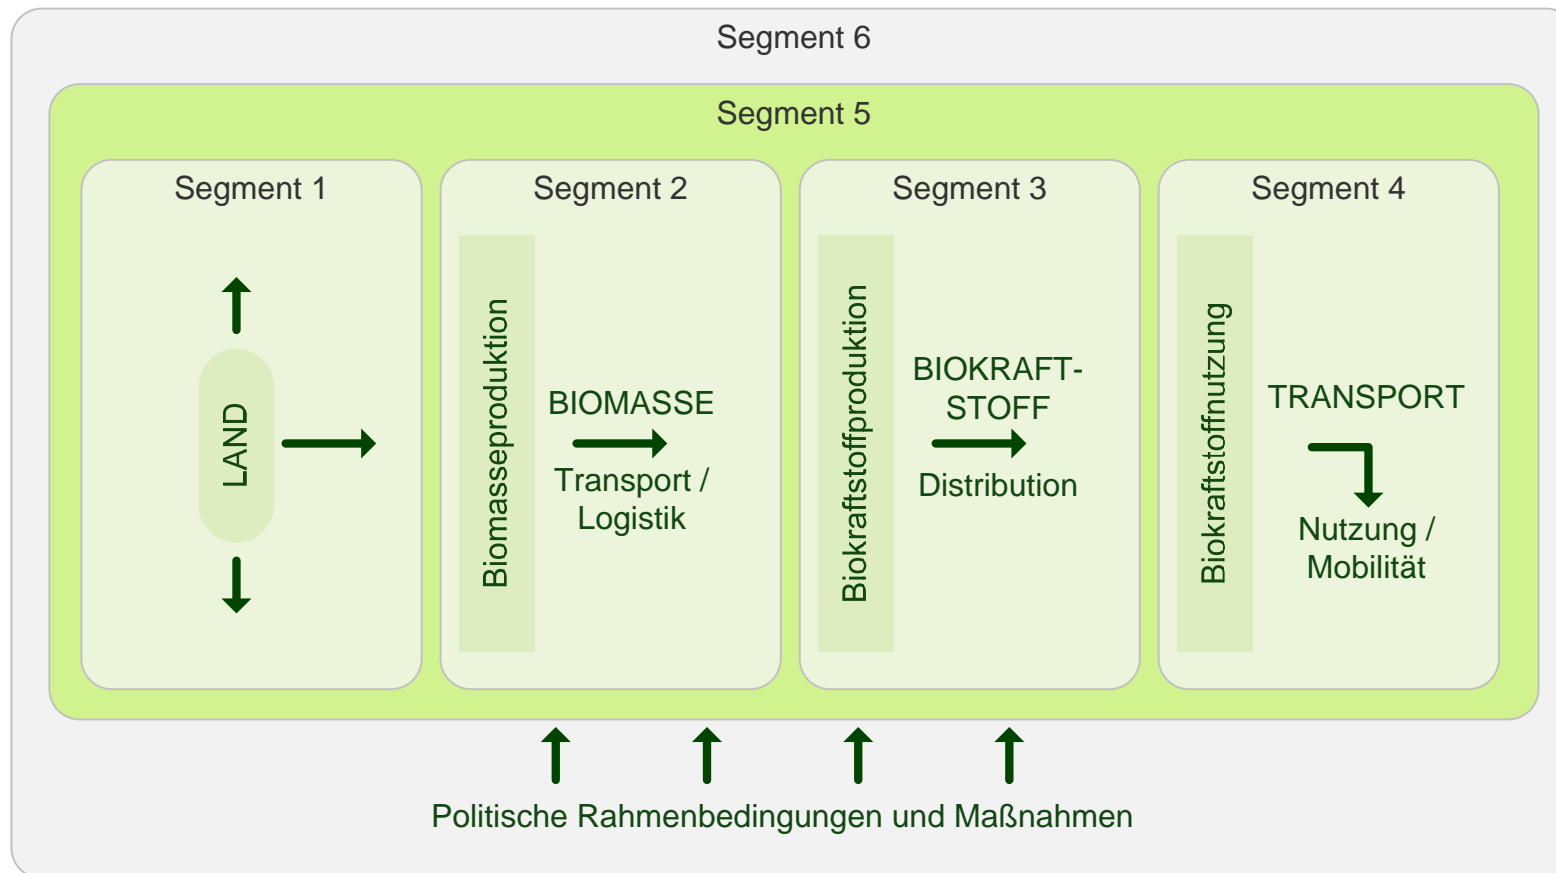 Segment 6
Segment 5
Segment 1
LAND
Segment 2
Biomasseproduktion
BIOMASSE
Transport /
Logistik
Segment 3
Biokraftstoffproduktion
BIOKRAFT-
STOFF
Distribution
Segment 4
Biokraftstoffnutzung
TRANSPORT
Nutzung /
Mobilität
Politische Rahmenbedingungen und Maßnahmen